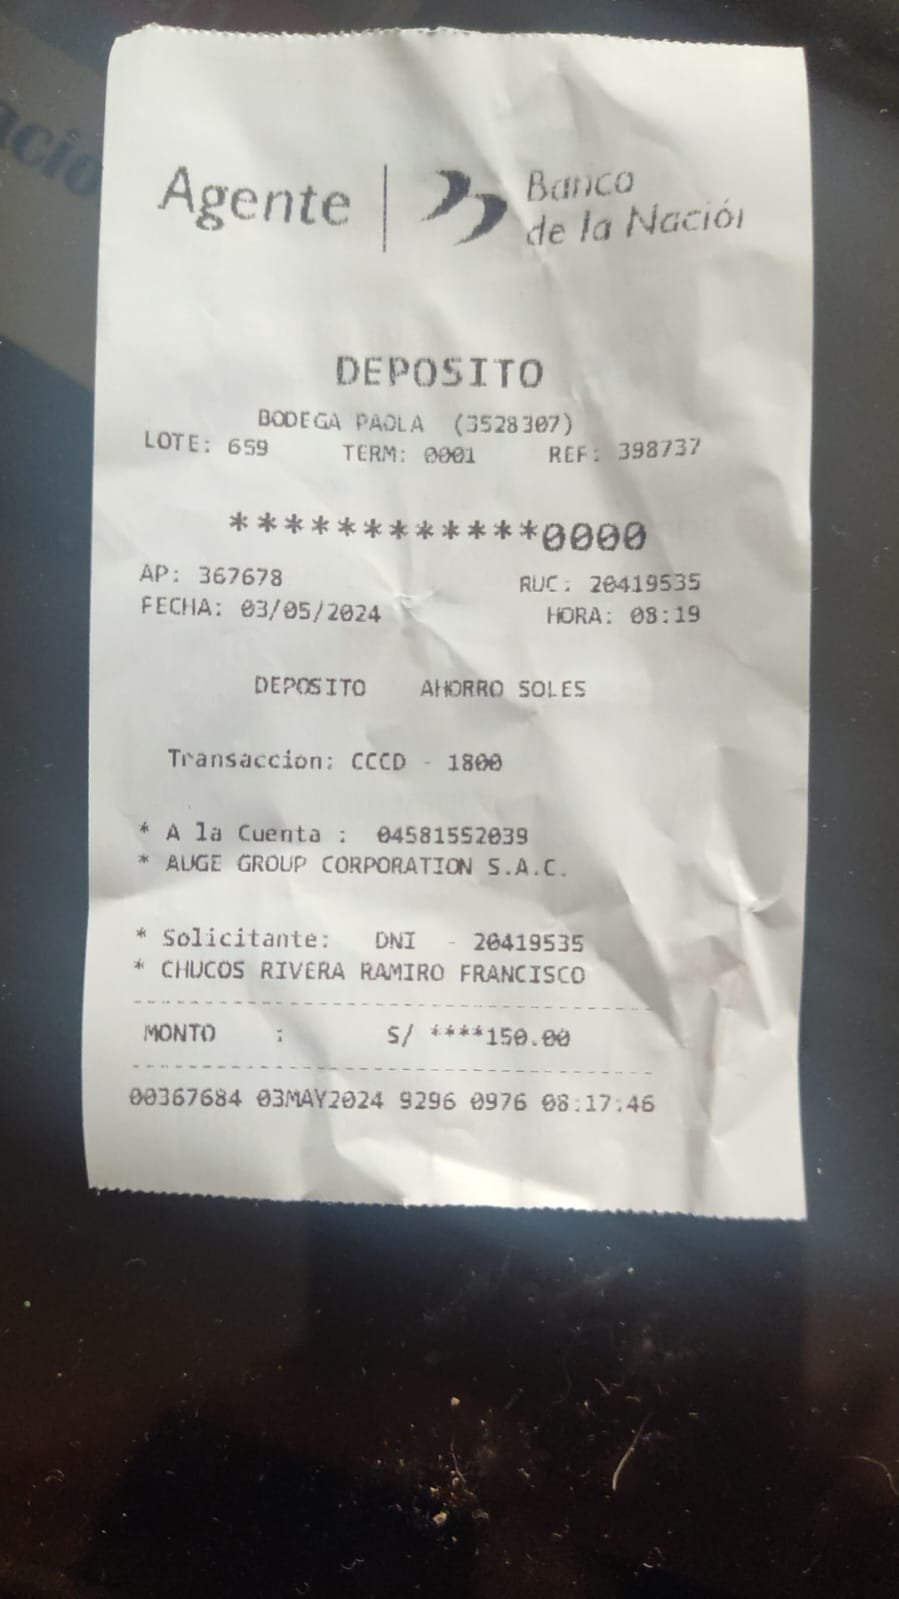 Agente | Banco
de la Nación
DEPOSITO
BODEGA PAOLA (3528307)
LOTE: 659 TERM: 0001 REF: 398737
************0000
AP: 367678 RUC: 20419535
FECHA: 03/05/2024 HORA: 08:19
DEPOSITO AHORRO SOLES
Transaccion: CCCD - 1800
* A la Cuenta : 04581552039
* AUGE GROUP CORPORATION S.A.C.
* Solicitante: DNI - 20419535
* CHUCOS RIVERA RAMIRO FRANCISCO
MONTO : S/ ****150.00
00367684 03MAY2024 9296 0976 08:17:46